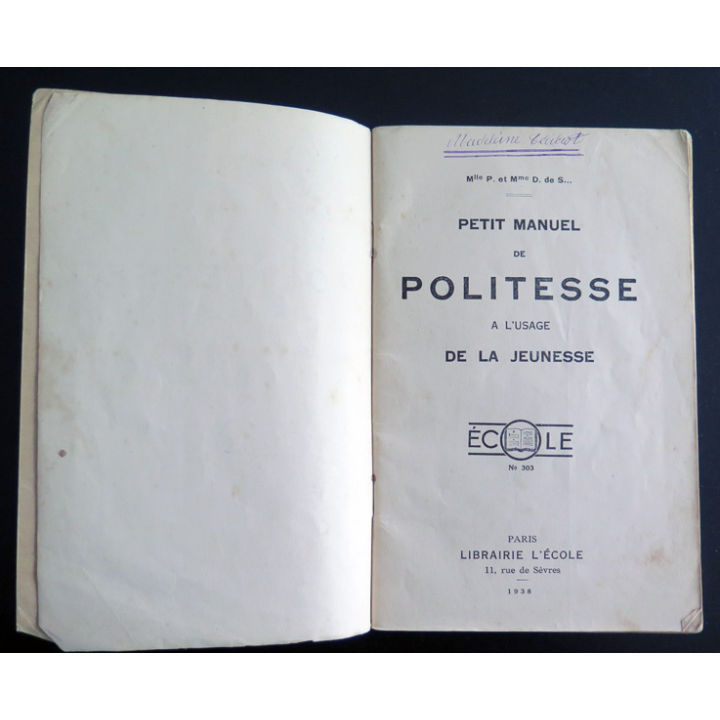 Madeleine
Mlle P. et Mme D. de S...
PETIT MANUEL
DE
POLITESSE
A L'USAGE
DE LA JEUNESSE
ÉCOLE
No 303
PARIS
LIBRAIRIE L'ÉCOLE
11, rue de Sèvres
1938